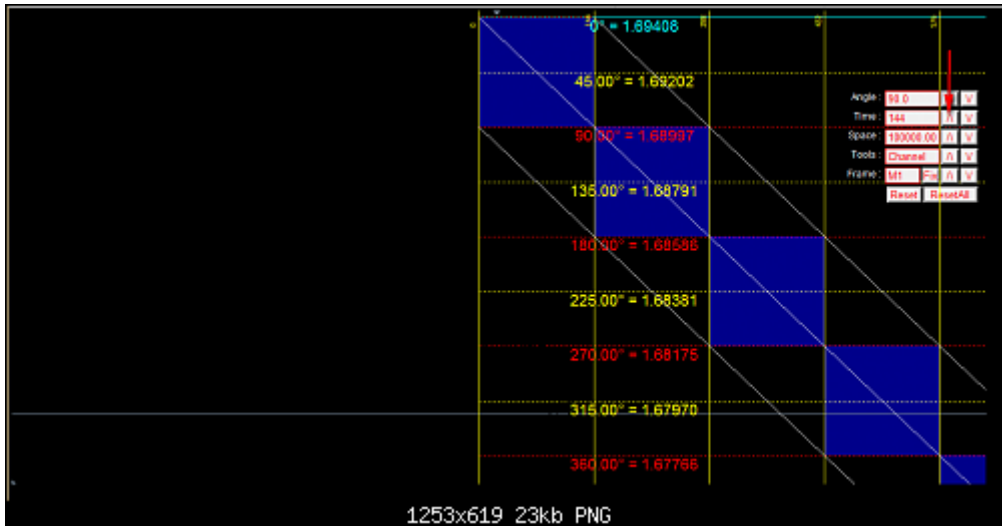 0° = 1.69408
45.00° = 1.69202
90.00° = 1.68997
135.00° = 1.68791
180.00° = 1.68586
225.00° = 1.68381
270.00° = 1.68175
315.00° = 1.67970
360.00° = 1.67766
Angle: 90.0 V
Time: 144 V
Space: 100000.00 V
Tools: Channel V
Frame: M1 Fix V
Reset ResetAll
1253x619 23kb PNG